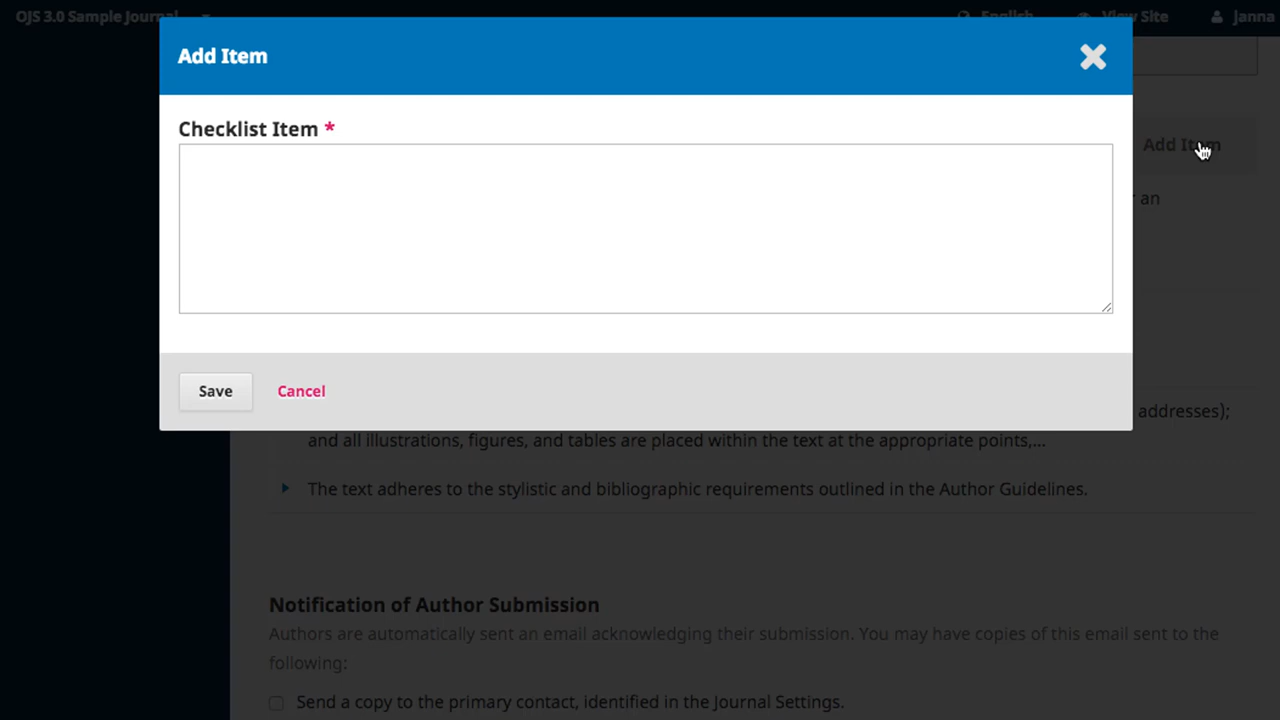 OJS 3.0 Sample Journal
English
View Site
Janna
Add Item
Checklist Item *
Add Item
an
Save
Cancel
addresses);
and all illustrations, figures, and tables are placed within the text at the appropriate points,...
The text adheres to the stylistic and bibliographic requirements outlined in the Author Guidelines.
Notification of Author Submission
Authors are automatically sent an email acknowledging their submission. You may have copies of this email sent to the
following:
Send a copy to the primary contact, identified in the Journal Settings.